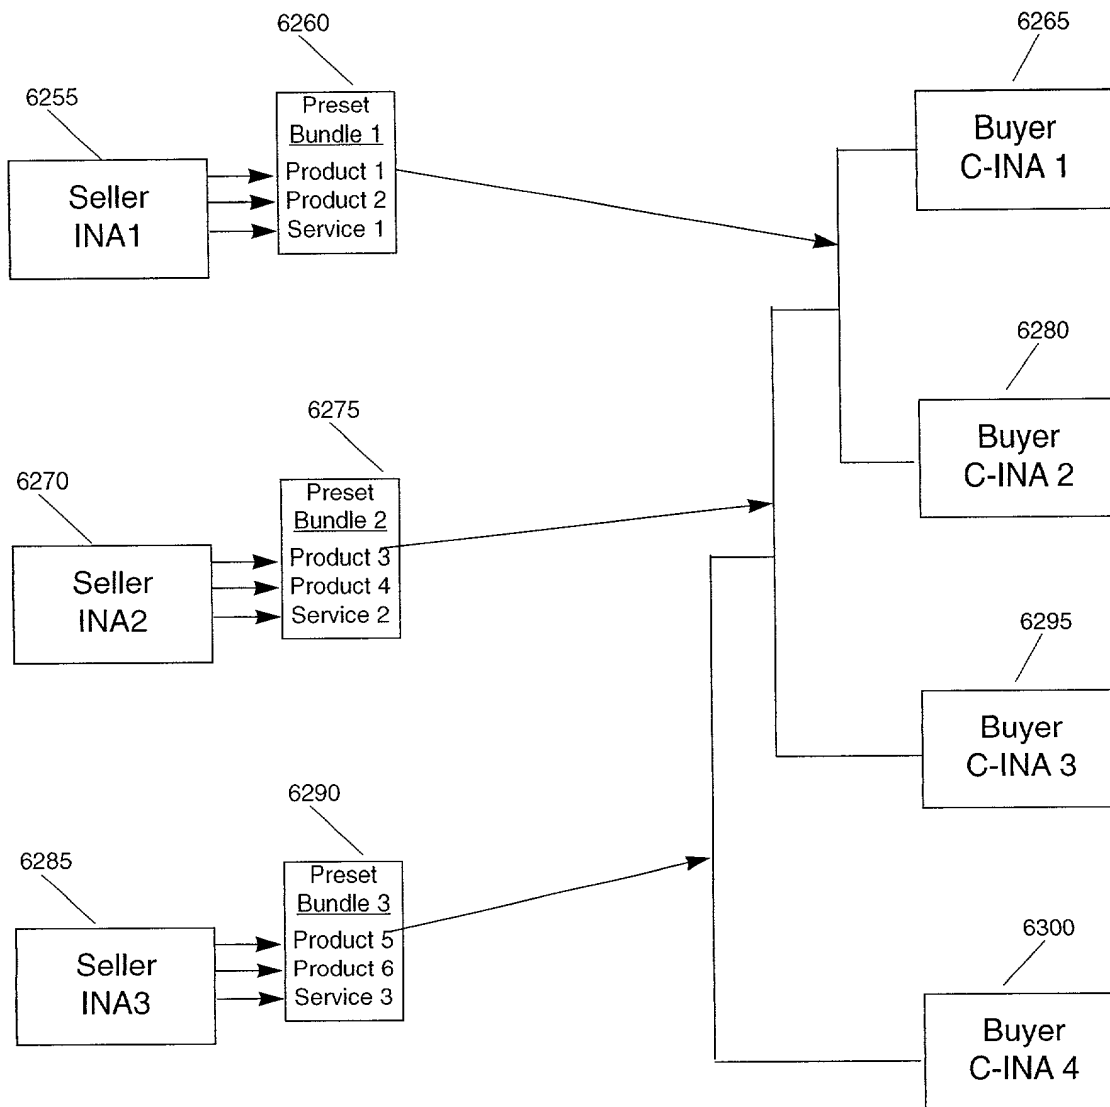 6260
6265
6255
Preset
Bundle 1
Product 1
Product 2
Service 1
Seller
INA1
Buyer
C-INA 1
6280
6275
6270
Preset
Bundle 2
Product 3
Product 4
Service 2
Seller
INA2
Buyer
C-INA 2
6295
6290
6285
Preset
Bundle 3
Product 5
Product 6
Service 3
Seller
INA3
Buyer
C-INA 3
6300
Buyer
C-INA 4